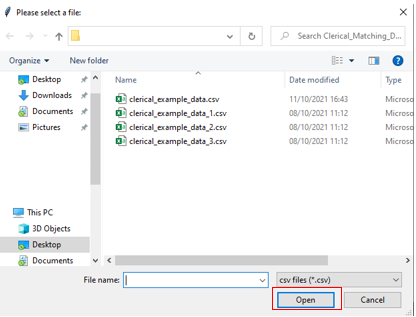 Please select a file:
Search Clerical_Matching_D...
Organize
New folder
Desktop
Downloads
Documents
Pictures
This PC
3D Objects
Desktop
Documents
Name
Date modified
Type
clerical_example_data.csv 11/10/2021 16:43 Microso
clerical_example_data_1.csv 08/10/2021 11:12 Microso
clerical_example_data_2.csv 08/10/2021 11:12 Microso
clerical_example_data_3.csv 08/10/2021 11:12 Microso
File name:
csv files (*.csv)
Open
Cancel